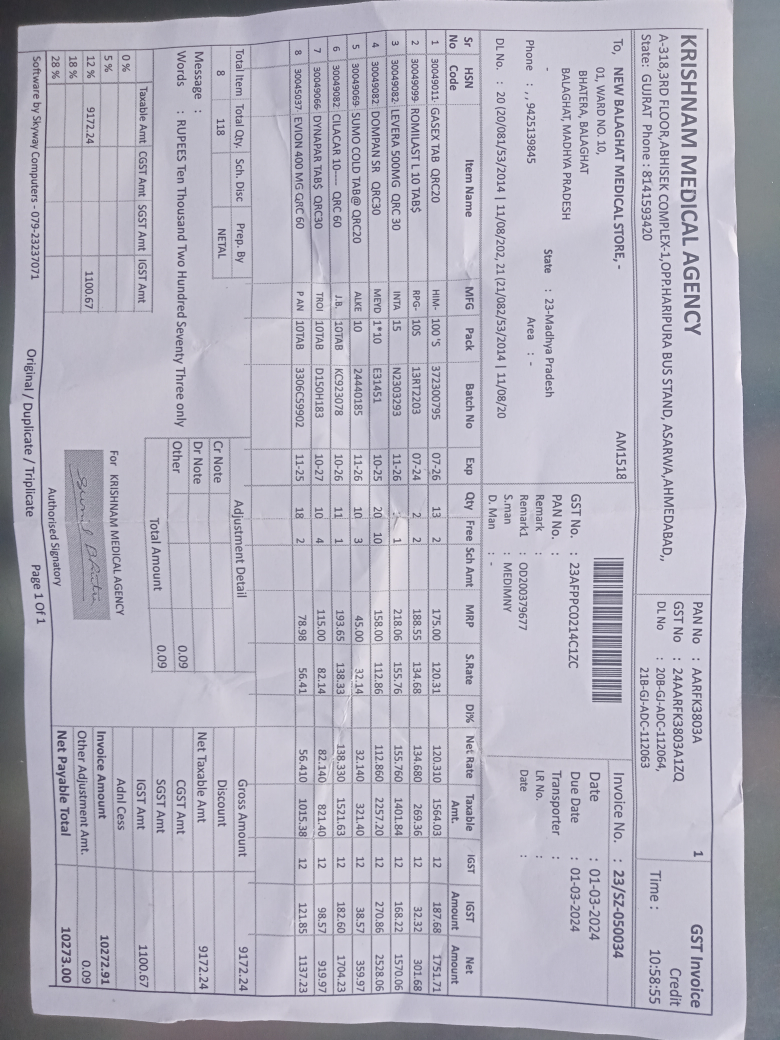 KRISHNAM MEDICAL AGENCY
A-318,3RD FLOOR,ABHISEK COMPLEX-1,OPP.HARIPURA BUS STAND, ASARWA,AHMEDABAD,,
State: GUJRAT Phone : 8141593420
PAN No : AARFK3803A
GST No : 24AARFK3803A1ZQ
DL No : 20B-GJ-ADC-112064,
21B-GJ-ADC-112063
1
GST Invoice
Credit
Time : 10:58:55
To, NEW BALAGHAT MEDICAL STORE,- AM1518
01, WARD NO. 10,
BHATERA, BALAGHAT
BALAGHAT, MADHYA PRADESH
- State : 23-Madhya Pradesh
Phone : ,, 9425139845 Area : -
DL No. : 20 (20/081/53/2014 | 11/08/202, 21 (21/082/53/2014 | 11/08/20
GST No. : 23AFPPC0214C1ZC
PAN No. :
Remark :
Remark1 : OD200379677
S.man : MEDIMNY
D. Man : -
Invoice No. : 23/SZ-050034
Date : 01-03-2024
Due Date : 01-03-2024
Transporter :
LR No. :
Date :
Sr No HSN Code Item Name MFG Pack Batch No Exp Qty Free Sch Amt MRP S.Rate DI% Net Rate Taxable Amt. IGST IGST Amount Net Amount
1 30049011- GASEX TAB QRC20 HIM- 100 'S 372300795 07-26 13 2 175.00 120.31 120.310 1564.03 12 187.68 1751.71
2 30049099- ROMILAST L 10 TAB$ RPG- 10S 13RT2203 07-24 2 2 188.55 134.68 134.680 269.36 12 32.32 301.68
3 30049082- LEVERA 500MG QRC 30 INTA 15 N2303293 11-26 1 218.06 155.76 155.760 1401.84 12 168.22 1570.06
4 30049082- DOMPAN SR QRC30 MEYD 1*10 E31451 10-25 20 10 158.00 112.86 112.860 2257.20 12 270.86 2528.06
5 30049069- SUMO COLD TAB@ QRC20 ALKE 10 24440185 11-26 10 3 45.00 32.14 32.140 321.40 12 38.57 359.97
6 30049082- CILACAR 10---- QRC 60 J.B. 10TAB KC923078 10-26 11 1 193.65 138.33 138.330 1521.63 12 182.60 1704.23
7 30049066- DYNAPAR TAB$ QRC30 TROI 10TAB D150H183 10-27 10 4 115.00 82.14 82.140 821.40 12 98.57 919.97
8 30045037- EVION 400 MG QRC 60 P AN 10TAB 3306C59902 11-25 18 2 78.98 56.41 56.410 1015.38 12 121.85 1137.23
Total Item Total Qty. Sch. Disc Prep. By
8 118 NETAL
Message :
Words : RUPEES Ten Thousand Two Hundred Seventy Three only
Adjustment Detail
Cr Note
Dr Note 0.09
Other
Total Amount 0.09
Gross Amount 9172.24
Discount
Net Taxable Amt 9172.24
CGST Amt
SGST Amt
IGST Amt 1100.67
Adnl Cess
Invoice Amount 10272.91
Other Adjustment Amt. 0.09
Net Payable Total 10273.00
Taxable Amt CGST Amt SGST Amt IGST Amt
0%
5 %
12 % 9172.24 1100.67
18 %
28 %
For KRISHNAM MEDICAL AGENCY
Authorised Signatory
Software by Skyway Computers - 079-23237071 Original / Duplicate / Triplicate Page 1 Of 1